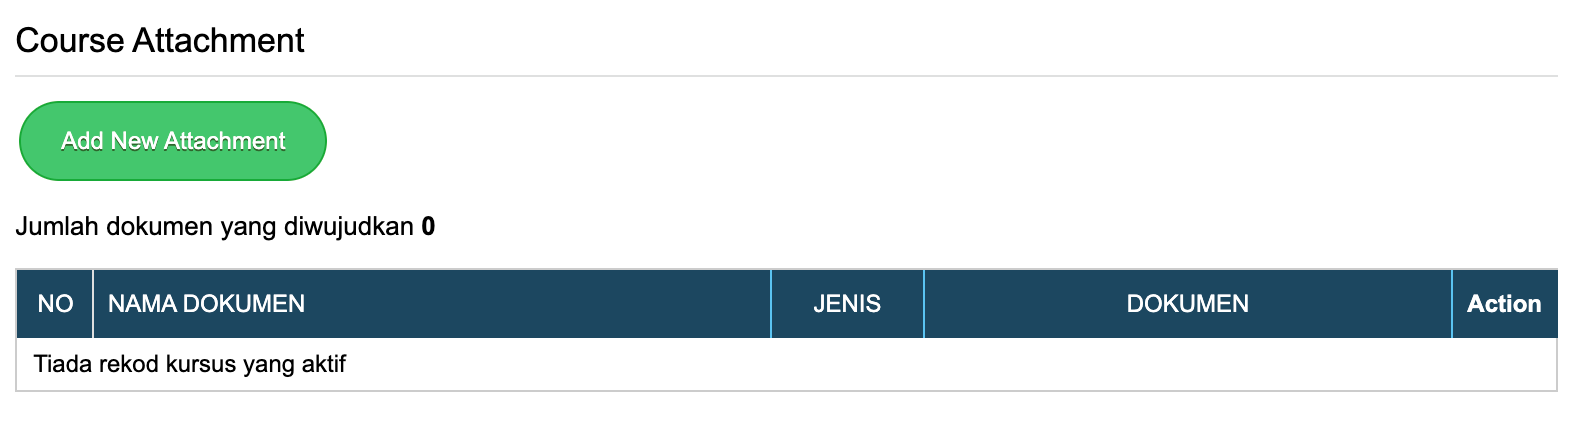 Course Attachment
Add New Attachment
Jumlah dokumen yang diwujudkan 0
NO NAMA DOKUMEN JENIS DOKUMEN Action
Tiada rekod kursus yang aktif